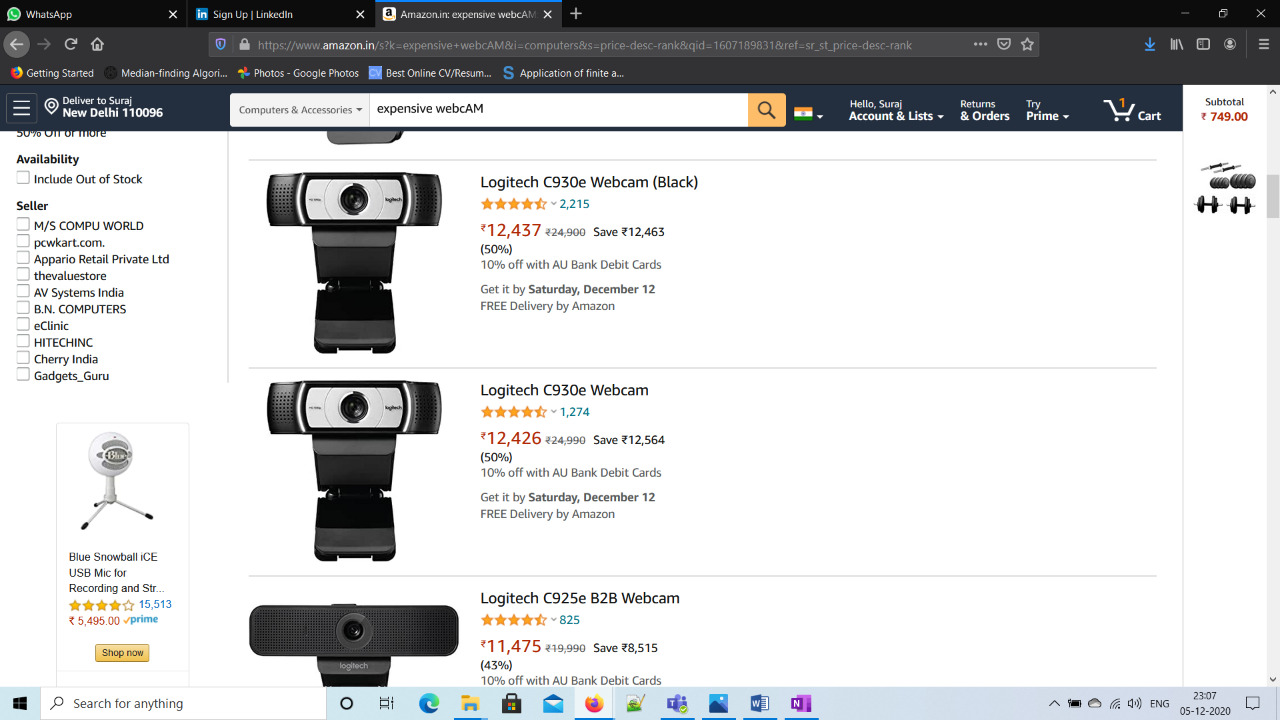 WhatsApp
Sign Up | LinkedIn
Amazon.in: expensive webcAM
https://www.amazon.in/s?k=expensive+webcAM&i=computers&s=price-desc-rank&qid=1607189831&ref=sr_st_price-desc-rank
Getting Started
Median-finding Algori...
Photos - Google Photos
CV
Best Online CV/Resum...
S
Application of finite a...
Deliver to Suraj
New Delhi 110096
Computers & Accessories
expensive webcAM
Hello, Suraj
Account & Lists
Returns
& Orders
Try
Prime
1
Cart
Subtotal
₹ 749.00
50% Off or more
Availability
Include Out of Stock
Seller
M/S COMPU WORLD
pcwkart.com.
Appario Retail Private Ltd
thevaluestore
AV Systems India
B.N. COMPUTERS
eClinic
HITECHINC
Cherry India
Gadgets_Guru
Blue
Blue Snowball iCE
USB Mic for
Recording and Str...
15,513
₹ 5,495.00 prime
Shop now
logitech
Logitech C930e Webcam (Black)
2,215
₹12,437 ₹24,900 Save ₹12,463
(50%)
10% off with AU Bank Debit Cards
Get it by Saturday, December 12
FREE Delivery by Amazon
logitech
Logitech C930e Webcam
1,274
₹12,426 ₹24,990 Save ₹12,564
(50%)
10% off with AU Bank Debit Cards
Get it by Saturday, December 12
FREE Delivery by Amazon
logitech
Logitech C925e B2B Webcam
825
₹11,475 ₹19,990 Save ₹8,515
(43%)
10% off with AU Bank Debit Cards
Search for anything
ENG
23:07
05-12-2020